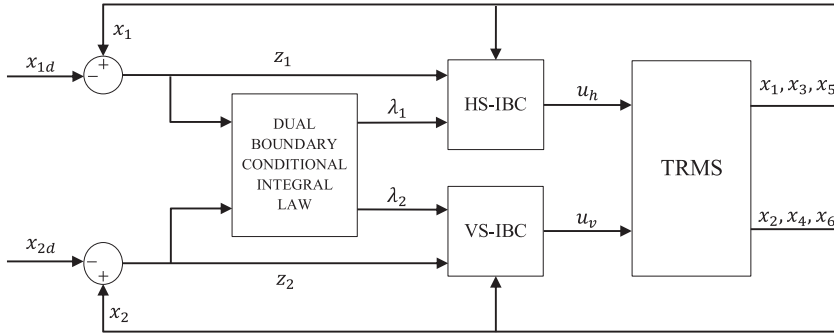 x1
x1d
−
+
z1
DUAL
BOUNDARY
CONDITIONAL
INTEGRAL
LAW
λ1
λ2
HS-IBC
VS-IBC
uh
uv
TRMS
x1, x3, x5
x2, x4, x6
x2d
−
+
z2
x2